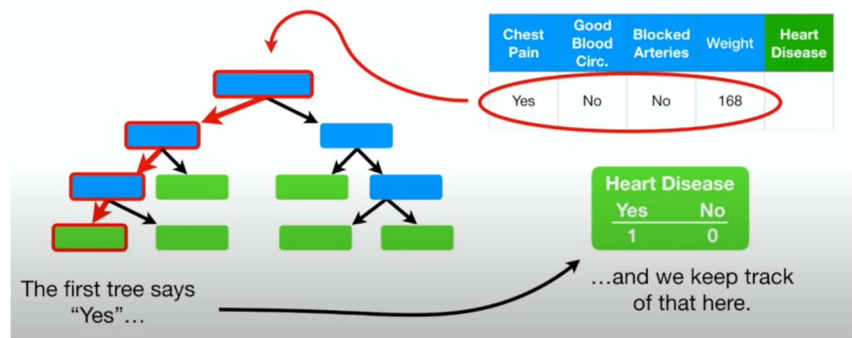 Chest Pain
Good Blood Circ.
Blocked Arteries
Weight
Heart Disease
Yes
No
No
168
Heart Disease
Yes No
1 0
The first tree says
“Yes”…
…and we keep track
of that here.